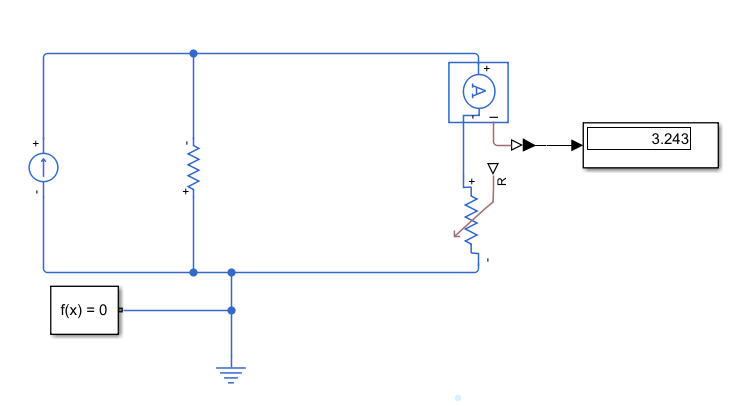 +
-
-
+
+
A
-
I
3.243
R
+
-
f(x) = 0